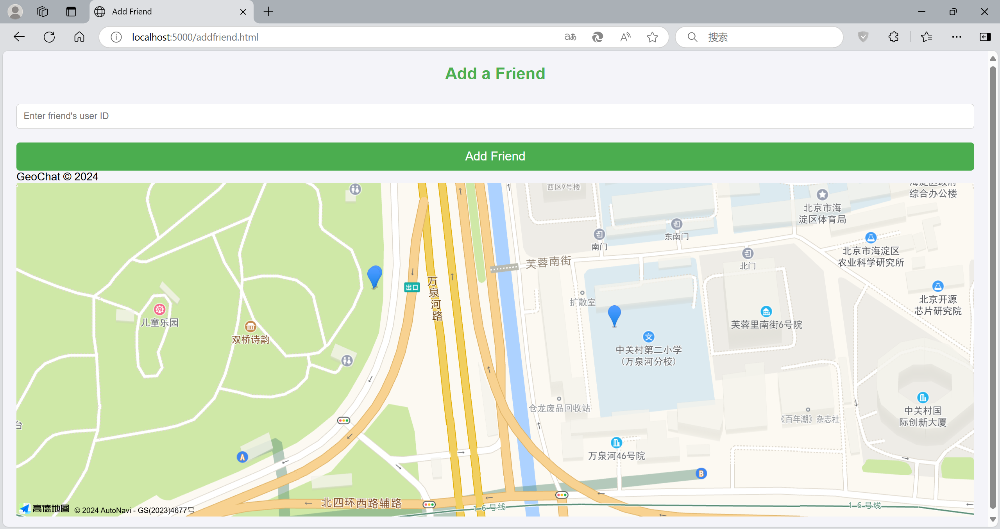 Add Friend
localhost:5000/addfriend.html
搜索
Add a Friend
Enter friend's user ID
Add Friend
GeoChat © 2024
西区9号楼
综合办公楼
北京市海
淀区体育局
东南门
南门
北京市海淀区
农业科学研究所
芙蓉南街
北门
出口
万
泉
河
路
扩散室
北京开源
芯片研究院
儿童乐园
双桥诗韵
芙蓉里南街6号院
文
中关村第二小学
（万泉河分校）
仓龙废品回收站
中关村国
际创新大厦
《百年潮》杂志社
台
万泉河46号院
A
B
北四环西路辅路
16号线
16号线
高德地图
© 2024 AutoNavi - GS(2023)4677号